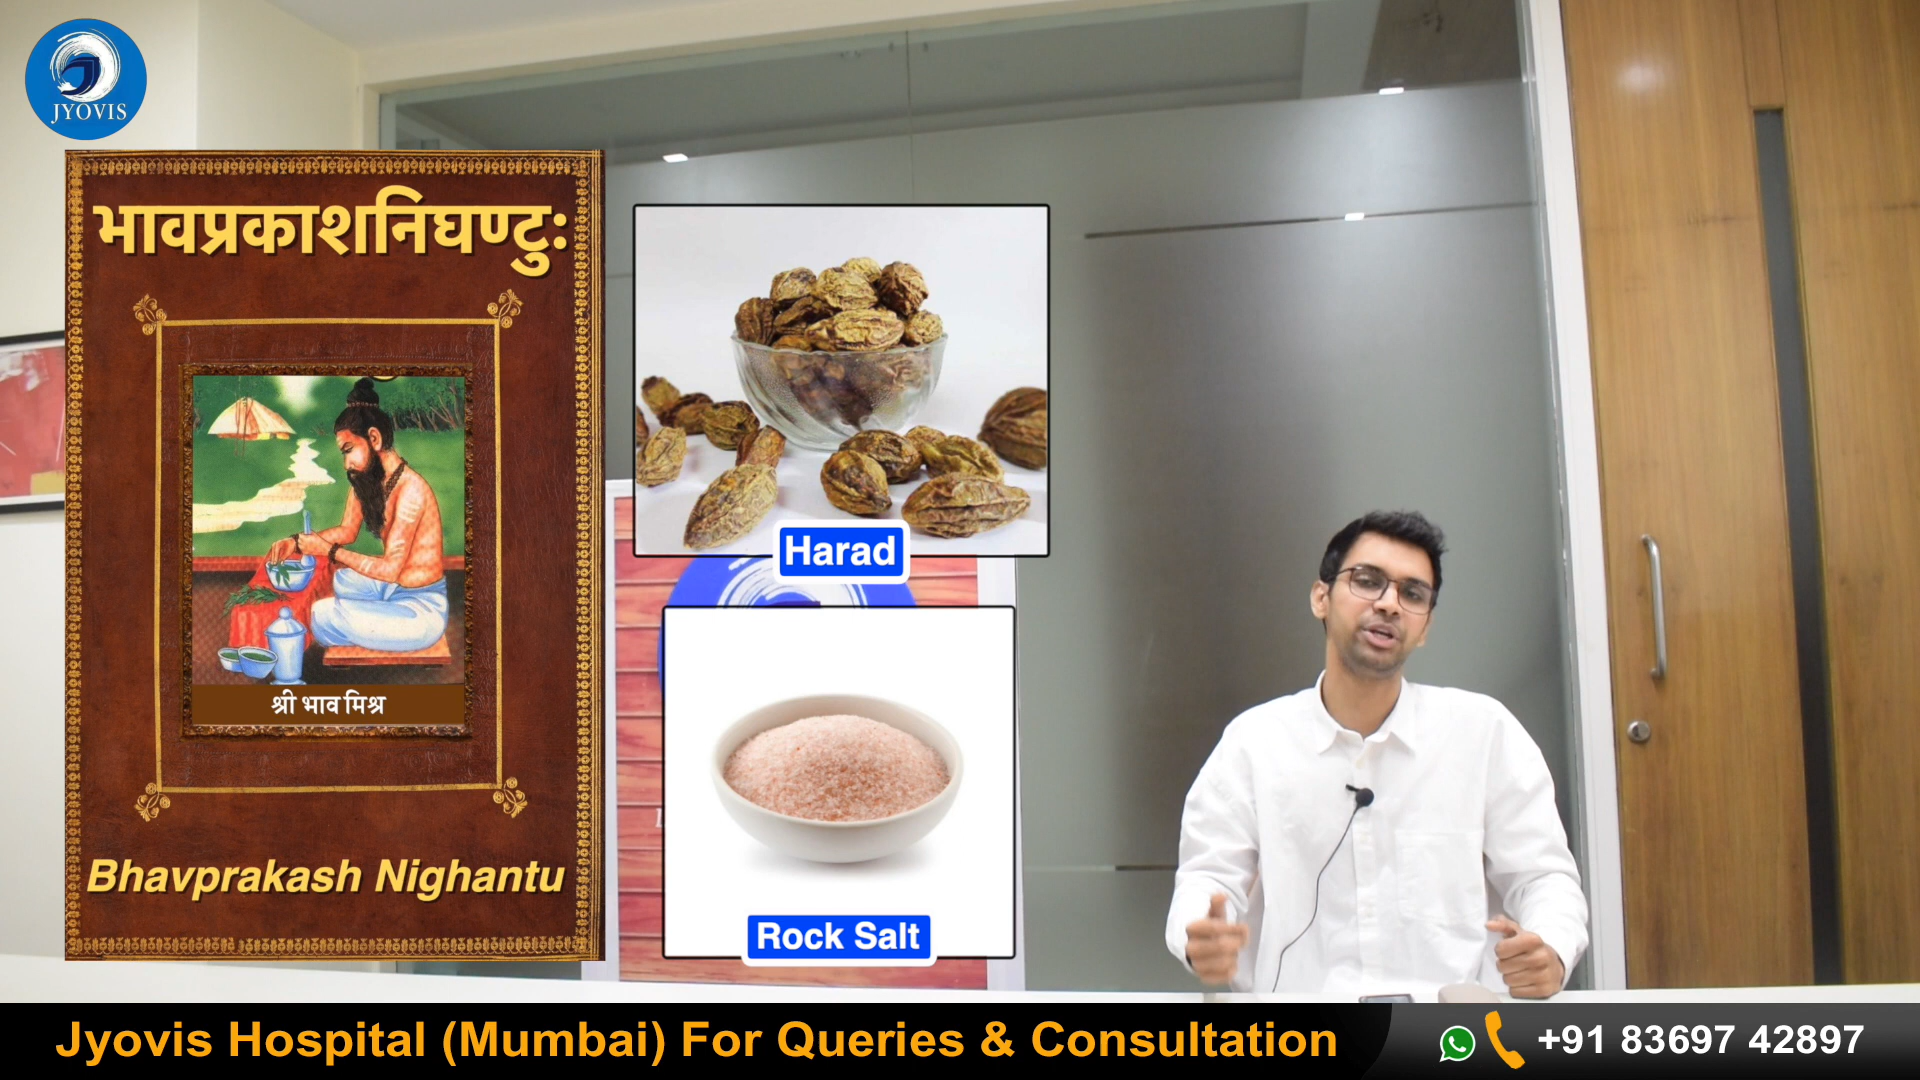 JYOVIS
भावप्रकाशनिघण्टुः
श्री भाव मिश्र
Bhavprakash Nighantu
Harad
Rock Salt
Jyovis Hospital (Mumbai) For Queries & Consultation
+91 83697 42897